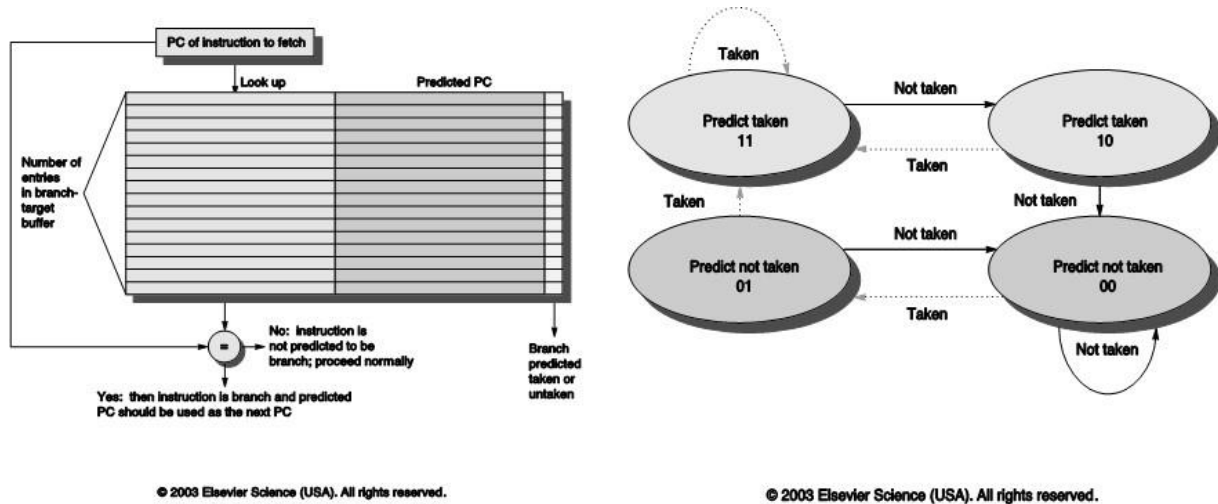 PC of instruction to fetch
Look up
Predicted PC
Number of
entries
in branch-
target
buffer
=
No: instruction is
not predicted to be
branch; proceed normally
Branch
predicted
taken or
untaken
Yes: then instruction is branch and predicted
PC should be used as the next PC
© 2003 Elsevier Science (USA). All rights reserved.
Taken
Predict taken
11
Not taken
Predict taken
10
Taken
Taken
Not taken
Predict not taken
01
Not taken
Predict not taken
00
Taken
Not taken
© 2003 Elsevier Science (USA). All rights reserved.